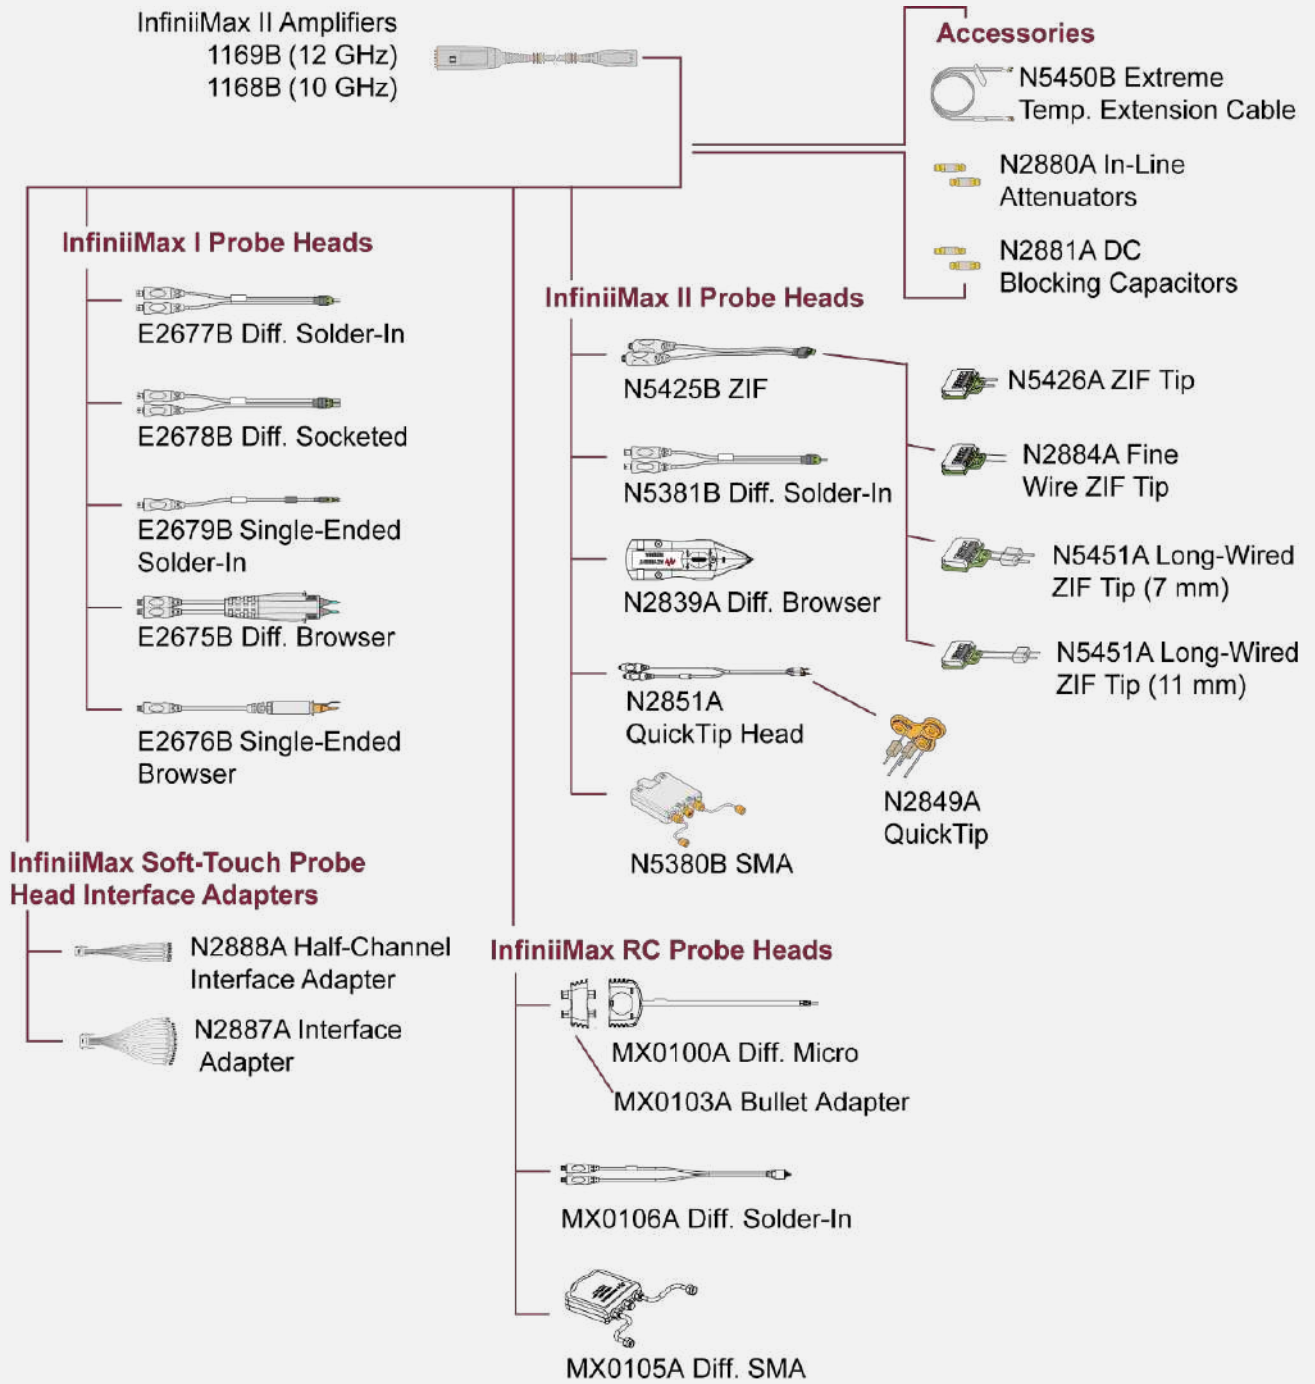 InfiniiMax II Amplifiers
1169B (12 GHz)
1168B (10 GHz)
Accessories
N5450B Extreme
Temp. Extension Cable
N2880A In-Line
Attenuators
N2881A DC
Blocking Capacitors
InfiniiMax I Probe Heads
E2677B Diff. Solder-In
E2678B Diff. Socketed
E2679B Single-Ended
Solder-In
E2675B Diff. Browser
E2676B Single-Ended
Browser
InfiniiMax II Probe Heads
N5425B ZIF
N5426A ZIF Tip
N2884A Fine
Wire ZIF Tip
N5451A Long-Wired
ZIF Tip (7 mm)
N5451A Long-Wired
ZIF Tip (11 mm)
N5381B Diff. Solder-In
N2839A Diff. Browser
N2851A
QuickTip Head
N2849A
QuickTip
N5380B SMA
InfiniiMax Soft-Touch Probe
Head Interface Adapters
N2888A Half-Channel
Interface Adapter
N2887A Interface
Adapter
InfiniiMax RC Probe Heads
MX0100A Diff. Micro
MX0103A Bullet Adapter
MX0106A Diff. Solder-In
MX0105A Diff. SMA